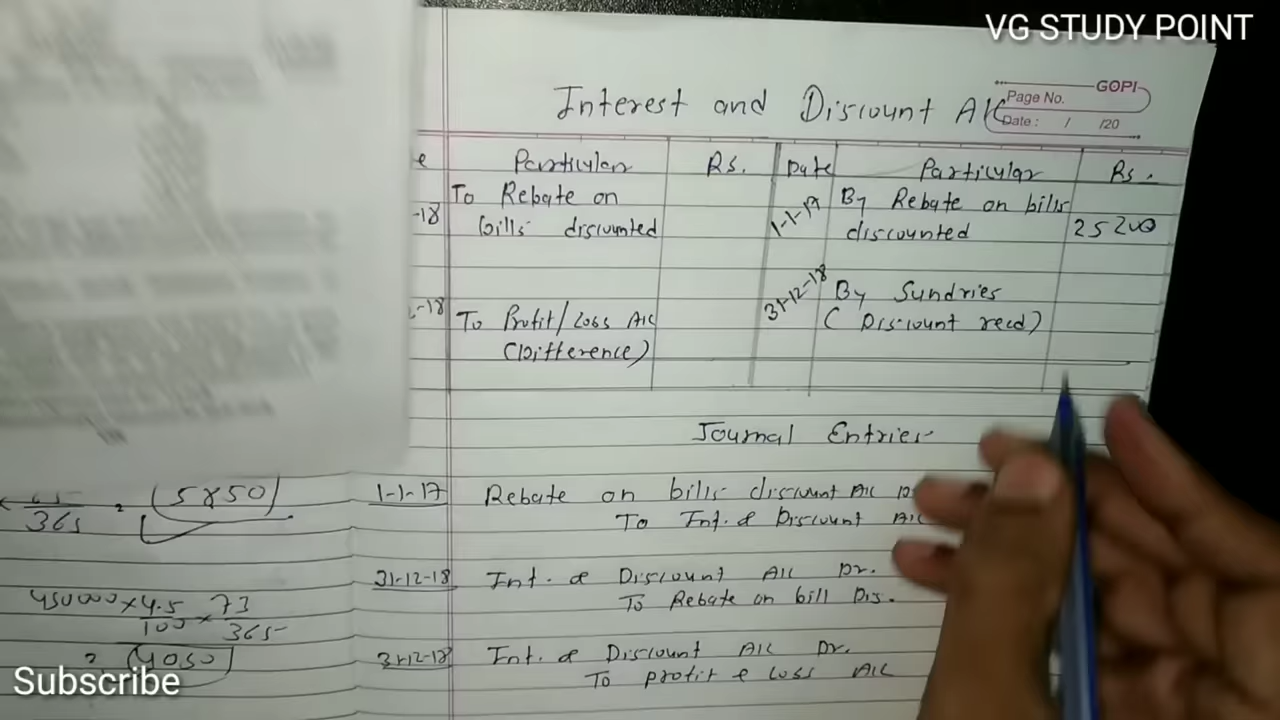 VG STUDY POINT
GOPI
Page No.
Date : / /20
Interest and Discount A/C
e Particular Rs. Date Particular Rs.
To Rebate on
-18 bills discounted
1-1-17 By Rebate on bills
discounted 25200
31-12-18 By Sundries
( Discount recd)
-18 To Profit/Loss A/C
(Difference)
Journal Entries
365 = (5850)
1-1-17 Rebate on bills discount A/C D
To Int. & Discount A/C
31-12-18 Int. & Discount A/C Dr.
To Rebate on bill Dis.
450000 × 4.5 × 73
100 365
= (4050)
31-12-18 Int. & Discount A/C Dr.
To Profit & Loss A/C
Subscribe